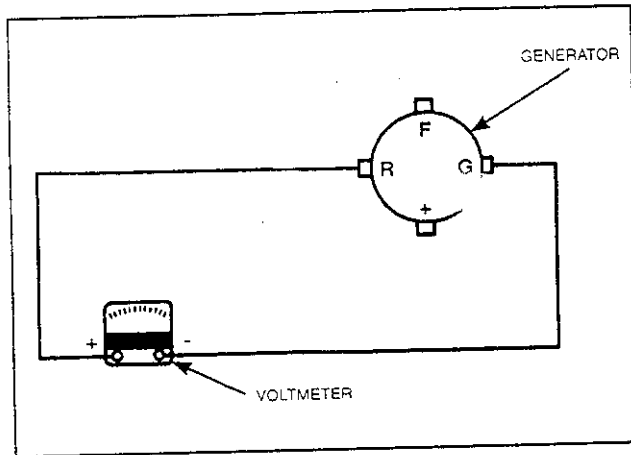 GENERATOR
F
R
G
+
+
-
VOLTMETER